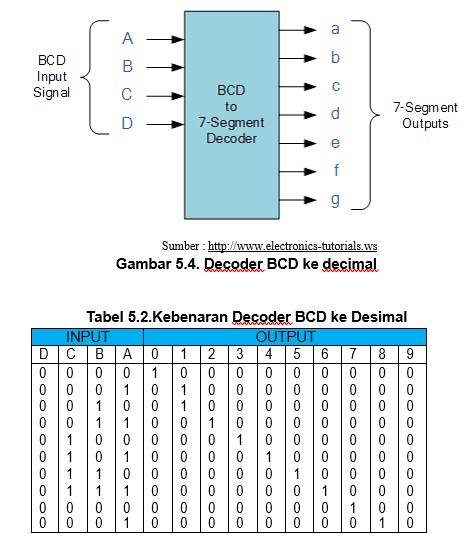 BCD
Input
Signal
A
B
C
D
BCD
to
7-Segment
Decoder
a
b
c
d
e
f
g
7-Segment
Outputs
Sumber : http://www.electronics-tutorials.ws
Gambar 5.4. Decoder BCD ke decimal
Tabel 5.2.Kebenaran Decoder BCD ke Desimal
INPUT OUTPUT
D C B A 0 1 2 3 4 5 6 7 8 9
0 0 0 0 1 0 0 0 0 0 0 0 0 0
0 0 0 1 0 1 0 0 0 0 0 0 0 0
0 0 1 0 0 1 0 0 0 0 0 0 0 0
0 0 1 1 0 0 1 0 0 0 0 0 0 0
0 1 0 0 0 0 0 1 0 0 0 0 0 0
0 1 0 1 0 0 0 0 1 0 0 0 0 0
0 1 1 0 0 0 0 0 0 1 0 0 0 0
0 1 1 1 0 0 0 0 0 0 1 0 0 0
0 0 0 0 0 0 0 0 0 0 0 1 0 0
0 0 0 1 0 0 0 0 0 0 0 0 1 0